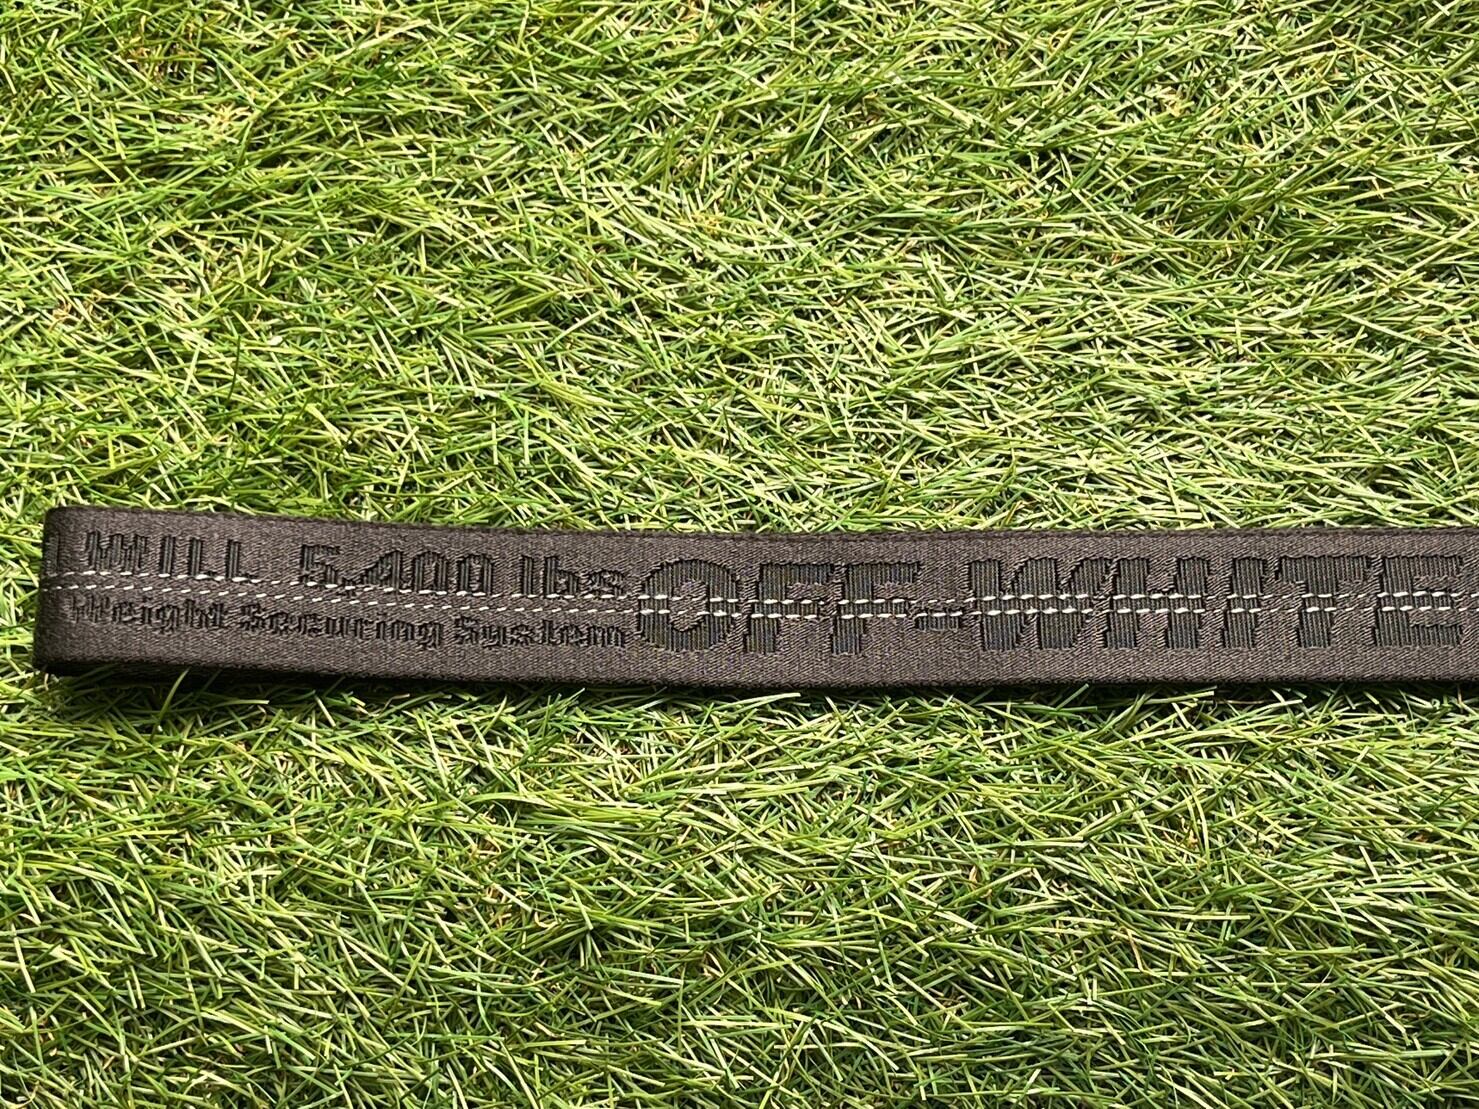 WILL 5,400 lbs
Weight Securing System
OFF-WHITE